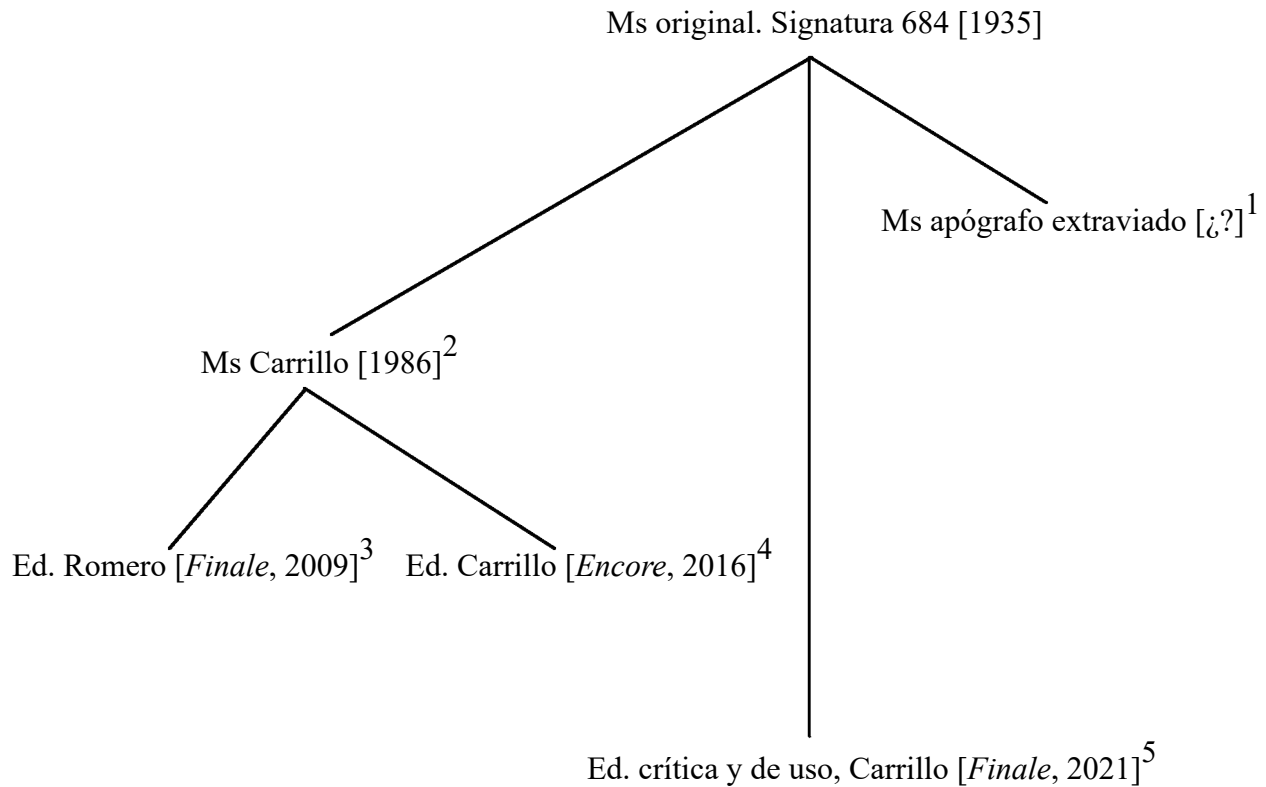 Ms original. Signatura 684 [1935]
Ms apógrafo extraviado [¿?]1
Ms Carrillo [1986]2
Ed. Romero [Finale, 2009]3
Ed. Carrillo [Encore, 2016]4
Ed. crítica y de uso, Carrillo [Finale, 2021]5